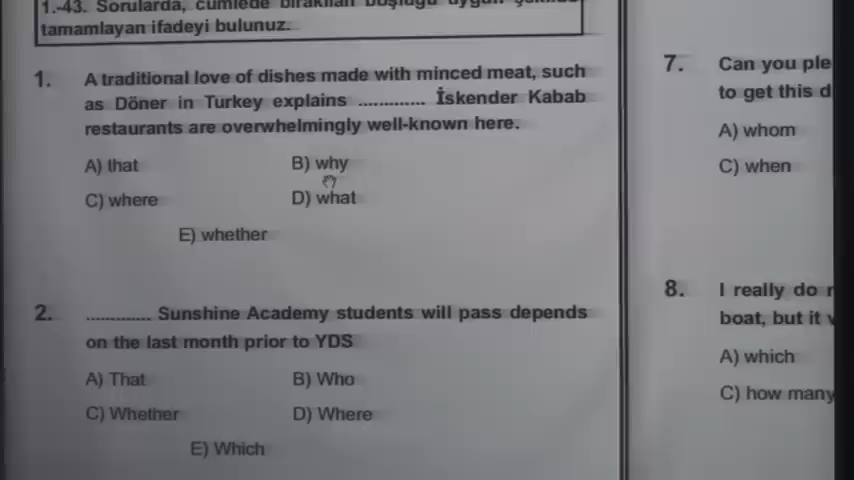 1.-43. Sorularda, cümlede bırakılan boşluğu uygun
tamamlayan ifadeyi bulunuz.
1. A traditional love of dishes made with minced meat, such
as Döner in Turkey explains ............. İskender Kabab
restaurants are overwhelmingly well-known here.
A) that B) why
C) where D) what
E) whether
2. ............. Sunshine Academy students will pass depends
on the last month prior to YDS
A) That B) Who
C) Whether D) Where
E) Which
7. Can you ple
to get this d
A) whom
C) when
8. I really do
boat, but it
A) which
C) how many